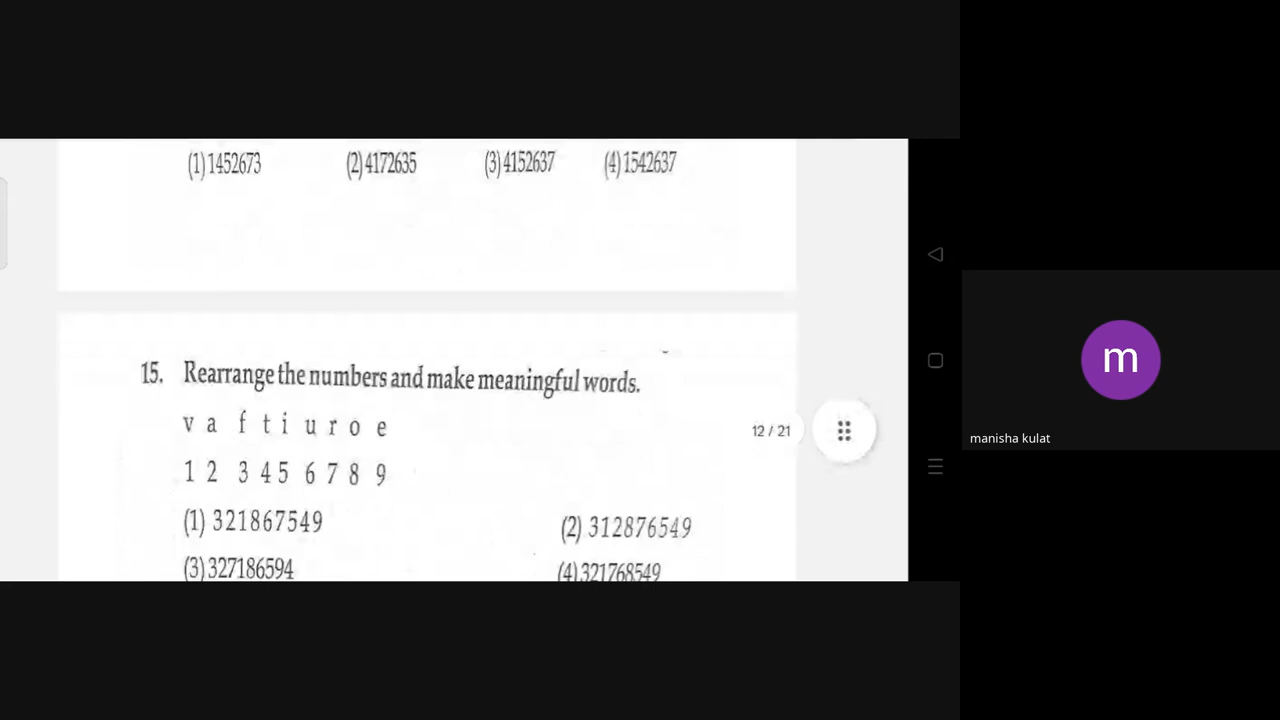 (1) 1452673 (2) 4172635 (3) 4152637 (4) 1542637
15. Rearrange the numbers and make meaningful words.
v a f t i u r o e
12 / 21
1 2 3 4 5 6 7 8 9
(1) 321867549 (2) 312876549
(3) 327186594 (4) 321768549
m
manisha kulat